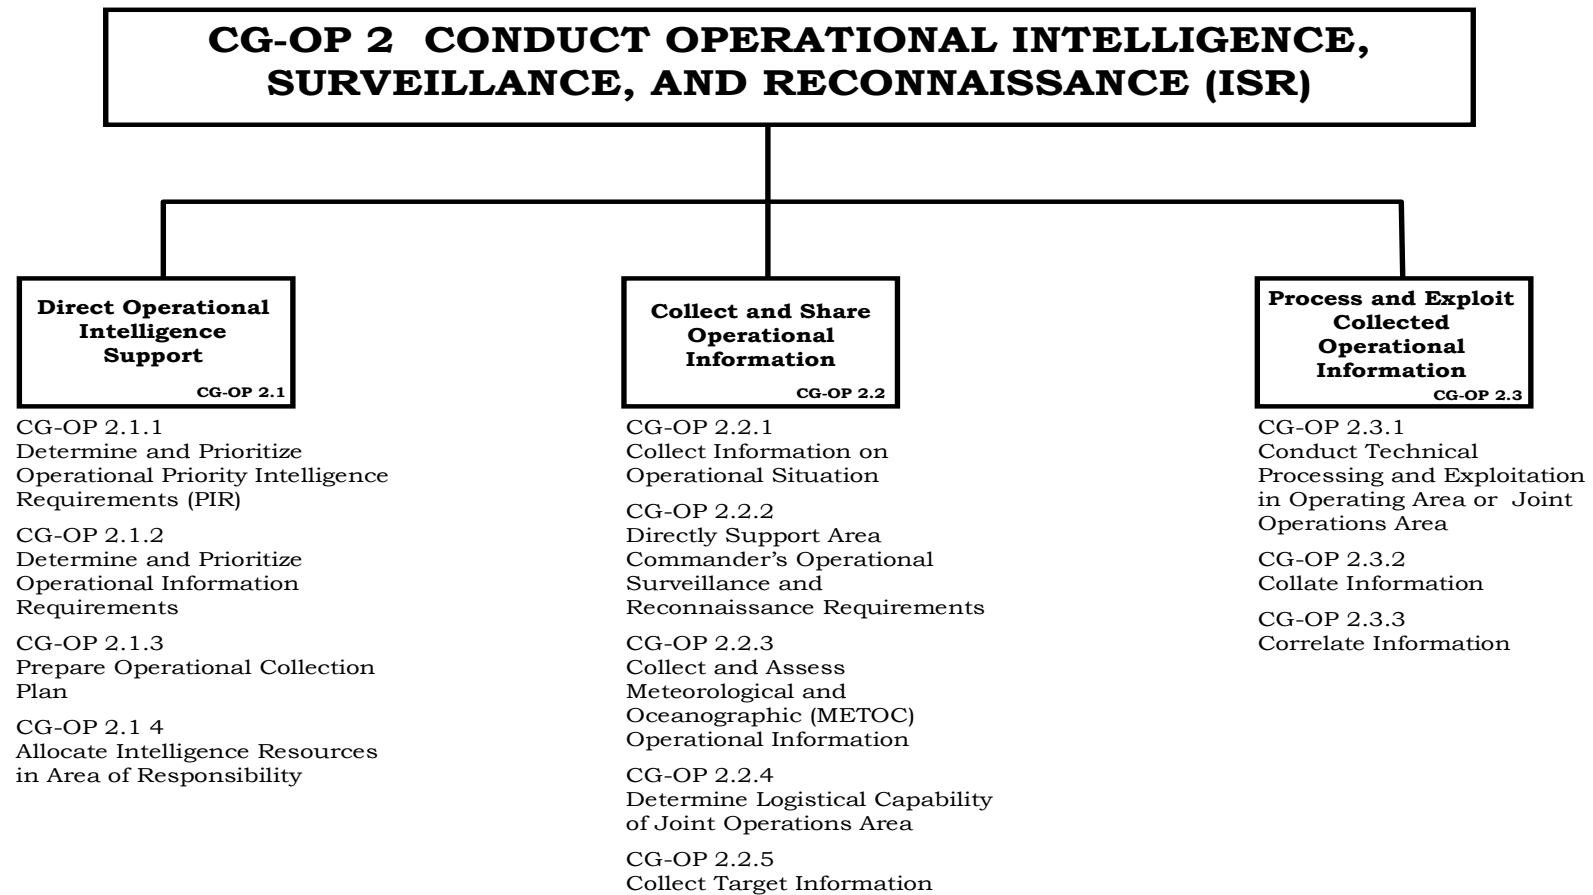 CG-OP 2 CONDUCT OPERATIONAL INTELLIGENCE,
SURVEILLANCE, AND RECONNAISSANCE (ISR)
Direct Operational
Intelligence
Support
CG-OP 2.1
CG-OP 2.1.1
Determine and Prioritize
Operational Priority Intelligence
Requirements (PIR)
CG-OP 2.1.2
Determine and Prioritize
Operational Information
Requirements
CG-OP 2.1.3
Prepare Operational Collection
Plan
CG-OP 2.1 4
Allocate Intelligence Resources
in Area of Responsibility
Collect and Share
Operational
Information
CG-OP 2.2
CG-OP 2.2.1
Collect Information on
Operational Situation
CG-OP 2.2.2
Directly Support Area
Commander’s Operational
Surveillance and
Reconnaissance Requirements
CG-OP 2.2.3
Collect and Assess
Meteorological and
Oceanographic (METOC)
Operational Information
CG-OP 2.2.4
Determine Logistical Capability
of Joint Operations Area
CG-OP 2.2.5
Collect Target Information
Process and Exploit
Collected
Operational
Information
CG-OP 2.3
CG-OP 2.3.1
Conduct Technical
Processing and Exploitation
in Operating Area or Joint
Operations Area
CG-OP 2.3.2
Collate Information
CG-OP 2.3.3
Correlate Information